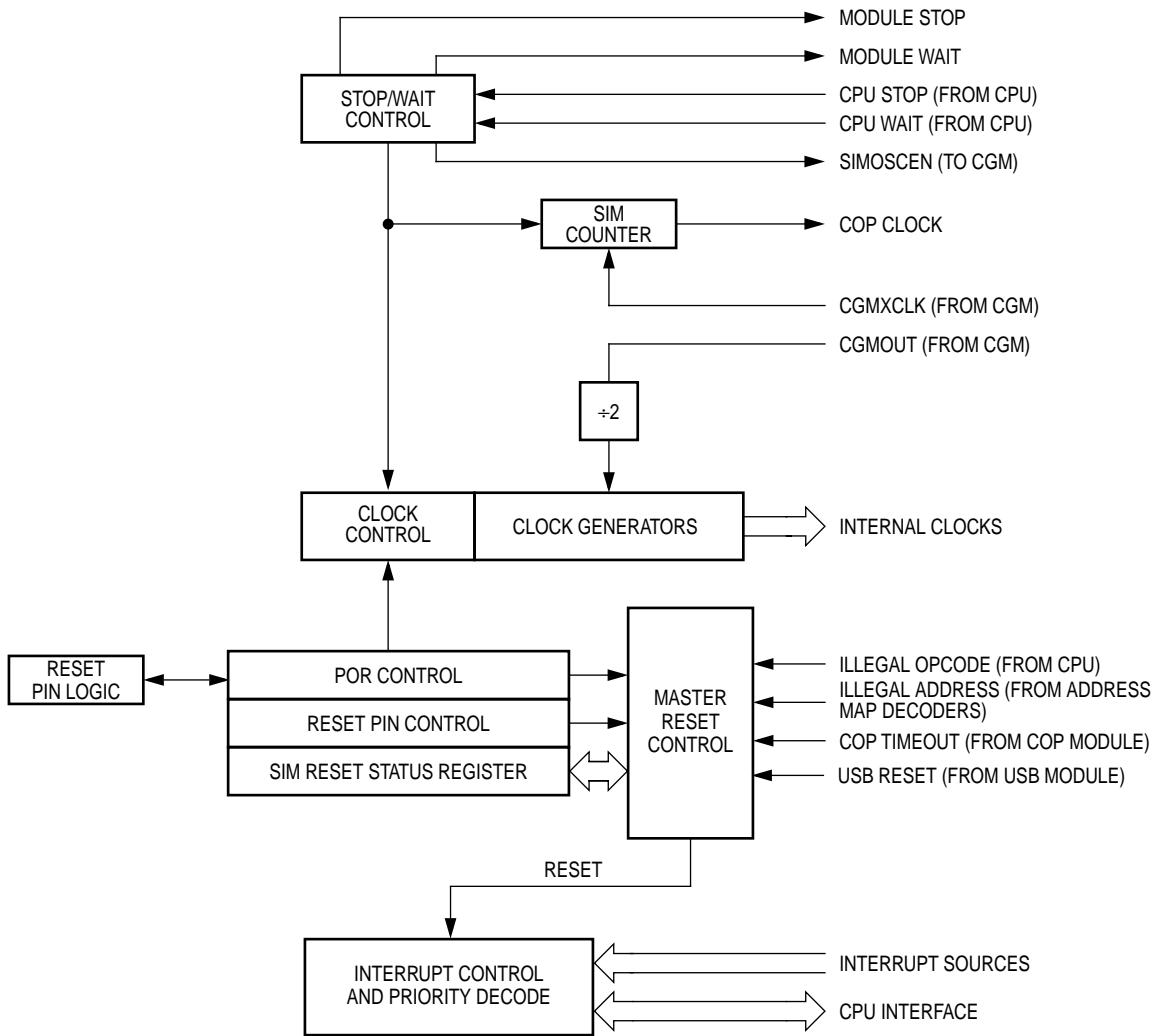 MODULE STOP
MODULE WAIT
STOP/WAIT
CONTROL
CPU STOP (FROM CPU)
CPU WAIT (FROM CPU)
SIMOSCEN (TO CGM)
SIM
COUNTER
COP CLOCK
CGMXCLK (FROM CGM)
CGMOUT (FROM CGM)
÷2
CLOCK
CONTROL
CLOCK GENERATORS
INTERNAL CLOCKS
RESET
PIN LOGIC
POR CONTROL
RESET PIN CONTROL
SIM RESET STATUS REGISTER
MASTER
RESET
CONTROL
ILLEGAL OPCODE (FROM CPU)
ILLEGAL ADDRESS (FROM ADDRESS
MAP DECODERS)
COP TIMEOUT (FROM COP MODULE)
USB RESET (FROM USB MODULE)
RESET
INTERRUPT CONTROL
AND PRIORITY DECODE
INTERRUPT SOURCES
CPU INTERFACE